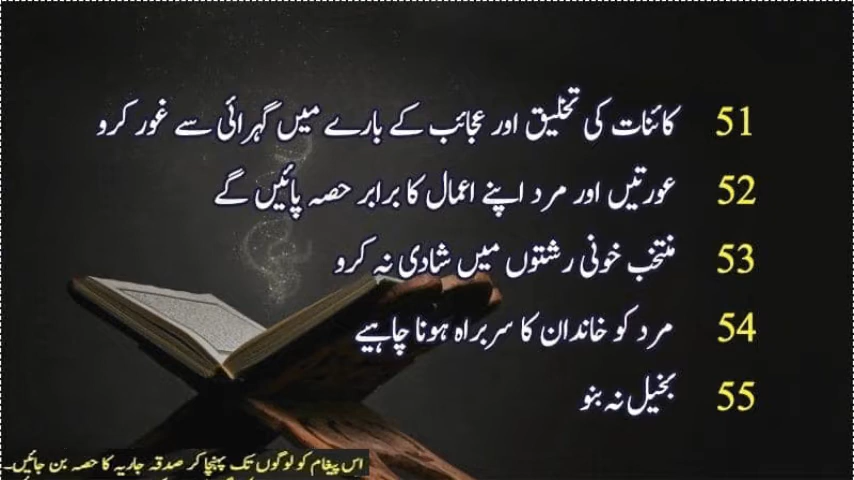 51 کائنات کی تخلیق اور عجائب کے بارے میں گہرائی سے غور کرو
52 عورتیں اور مرد اپنے اعمال کا برابر حصہ پائیں گے
53 منتخب خونی رشتوں میں شادی نہ کرو
54 مرد کو خاندان کا سربراہ ہونا چاہیے
55 بخیل نہ بنو
اس پیغام کو لوگوں تک پہنچا کر صدقہ جاریہ کا حصہ بن جائیں۔